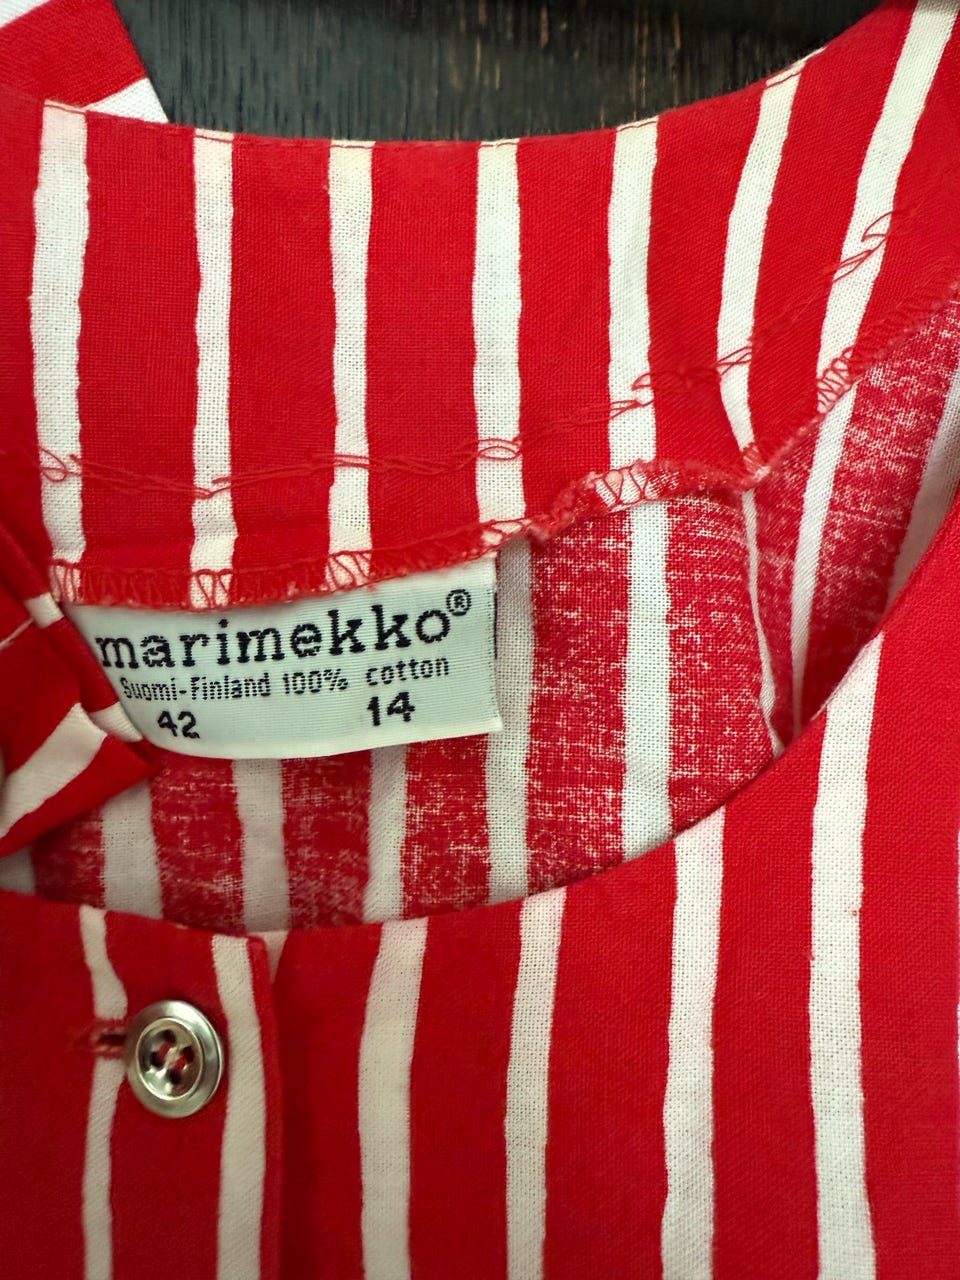 marimekko®
Suomi-Finland 100% cotton
42 14